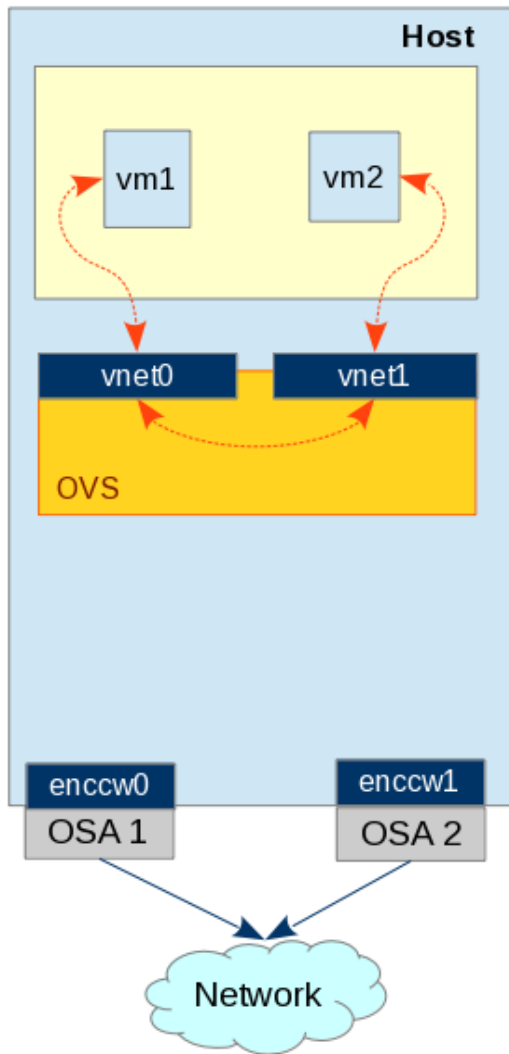 Host
vm1
vm2
vnet0
vnet1
OVS
enccw0
enccw1
OSA 1
OSA 2
Network